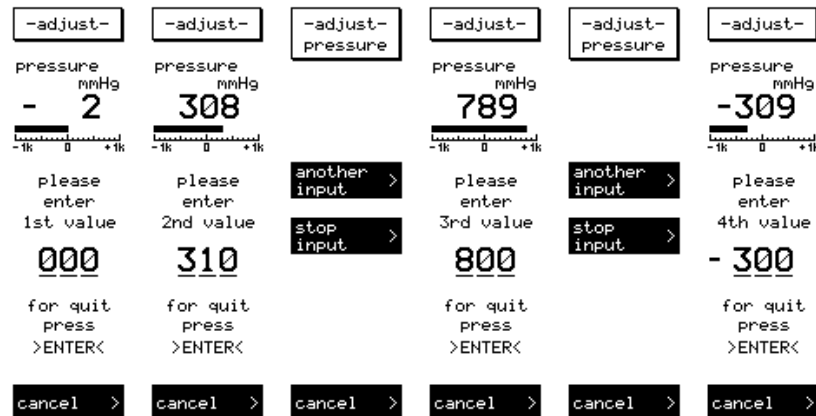 -adjust-
pressure
mmHg
- 2
-1k 0 +1k
please
enter
1st value
000
for quit
press
>ENTER<
cancel >
-adjust-
pressure
mmHg
308
-1k 0 +1k
please
enter
2nd value
310
for quit
press
>ENTER<
cancel >
-adjust-
pressure
another
input >
stop
input >
cancel >
-adjust-
pressure
mmHg
789
-1k 0 +1k
please
enter
3rd value
800
for quit
press
>ENTER<
cancel >
-adjust-
pressure
another
input >
stop
input >
cancel >
-adjust-
pressure
mmHg
-309
-1k 0 +1k
please
enter
4th value
- 300
for quit
press
>ENTER<
cancel >